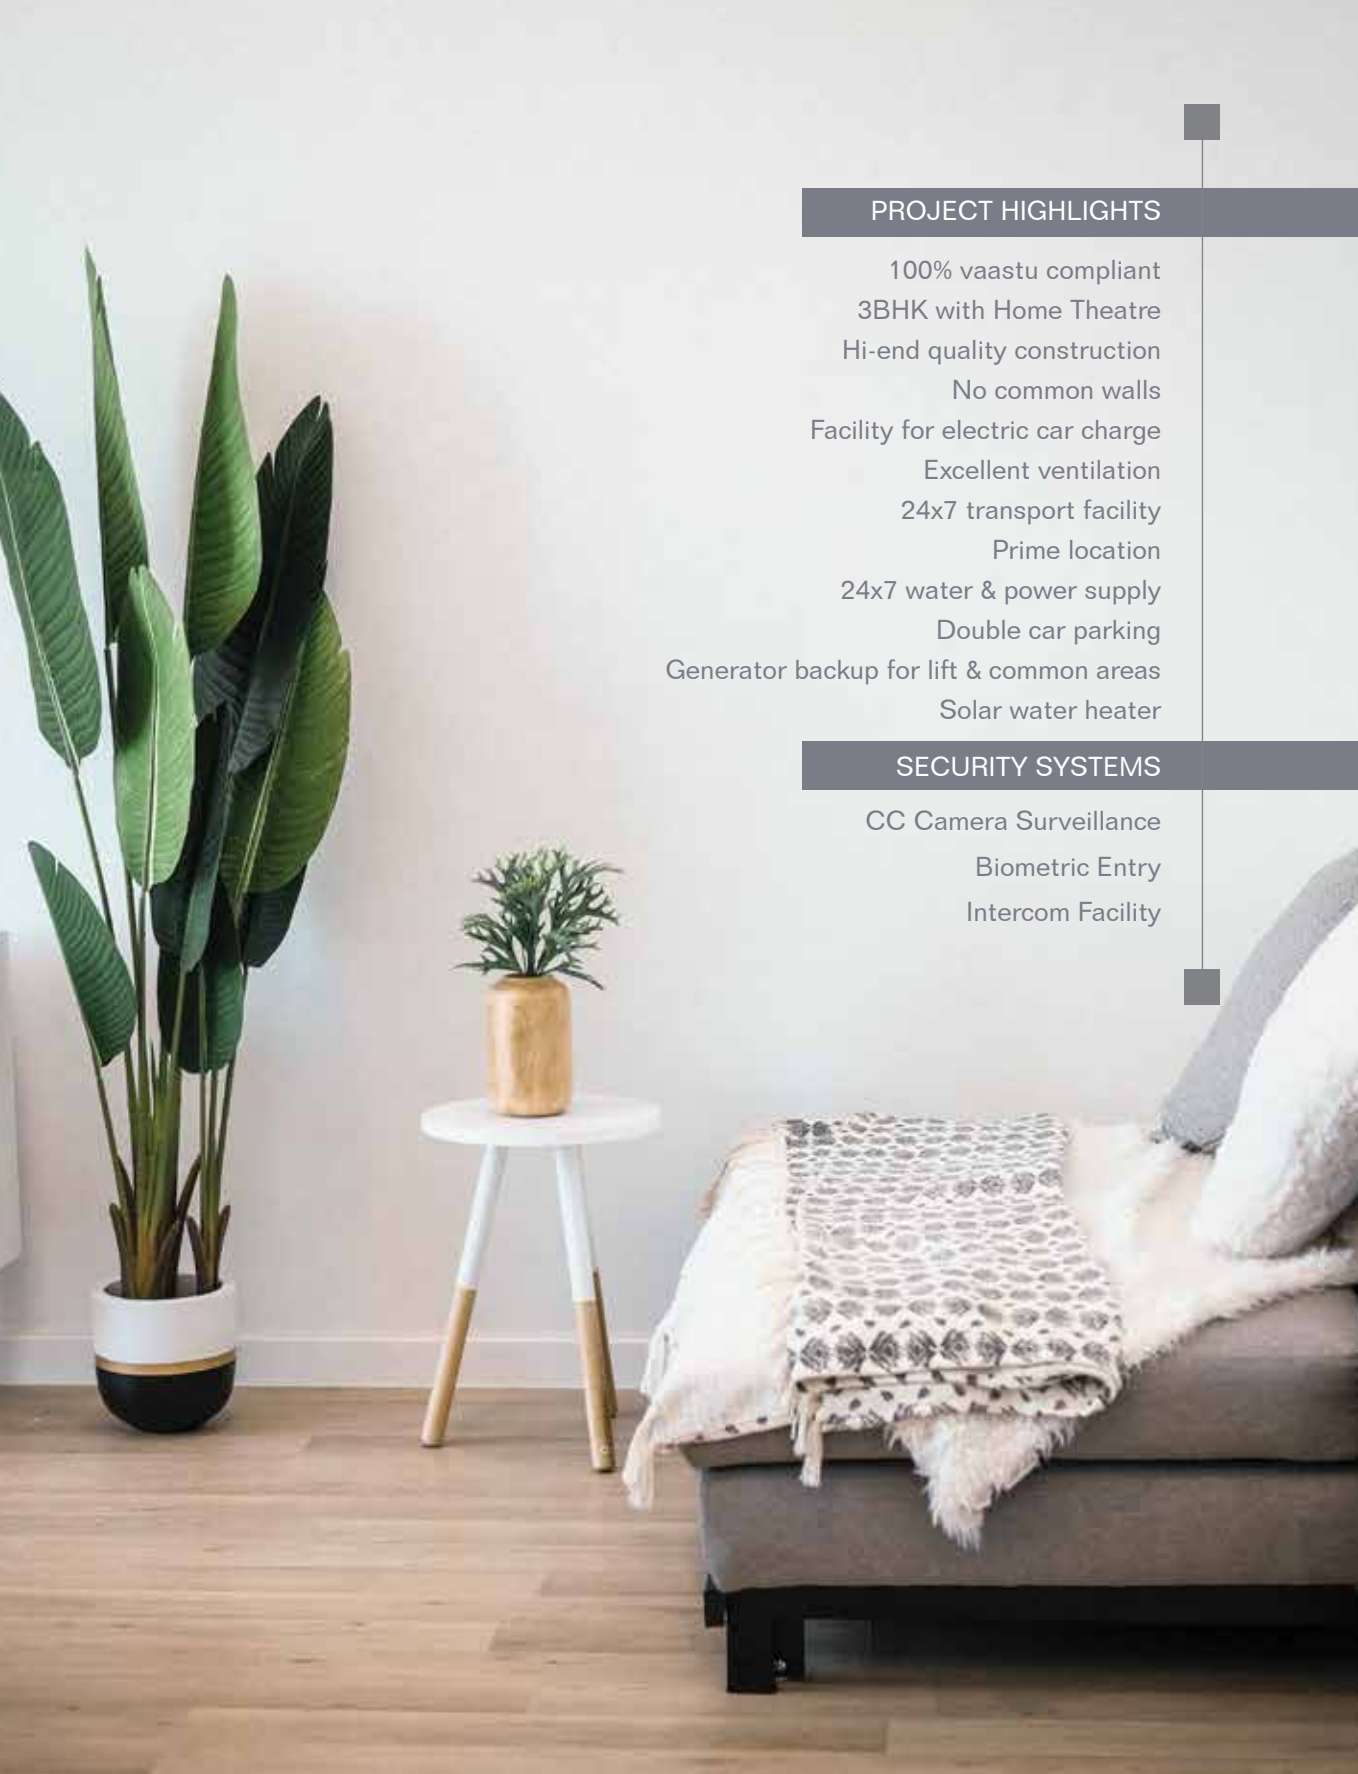 PROJECT HIGHLIGHTS
100% vaastu compliant
3BHK with Home Theatre
Hi-end quality construction
No common walls
Facility for electric car charge
Excellent ventilation
24x7 transport facility
Prime location
24x7 water & power supply
Double car parking
Generator backup for lift & common areas
Solar water heater
SECURITY SYSTEMS
CC Camera Surveillance
Biometric Entry
Intercom Facility